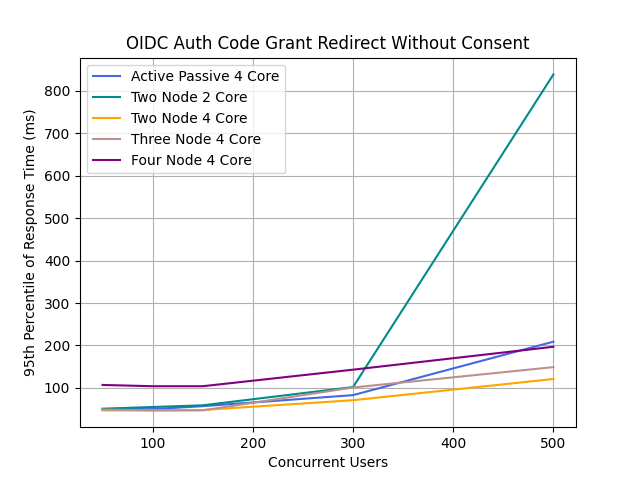 OIDC Auth Code Grant Redirect Without Consent
Active Passive 4 Core
Two Node 2 Core
Two Node 4 Core
Three Node 4 Core
Four Node 4 Core
95th Percentile of Response Time (ms)
800
700
600
500
400
300
200
100
100 200 300 400 500
Concurrent Users